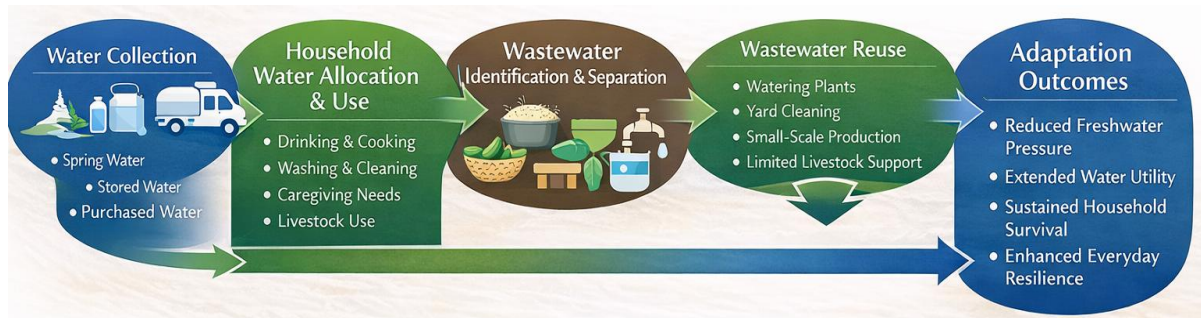 Water Collection
• Spring Water
• Stored Water
• Purchased Water
Household
Water Allocation
& Use
• Drinking & Cooking
• Washing & Cleaning
• Caregiving Needs
• Livestock Use
Wastewater
Identification & Separation
Wastewater Reuse
• Watering Plants
• Yard Cleaning
• Small-Scale Production
• Limited Livestock Support
Adaptation
Outcomes
• Reduced Freshwater
Pressure
• Extended Water Utility
• Sustained Household
Survival
• Enhanced Everyday
Resilience